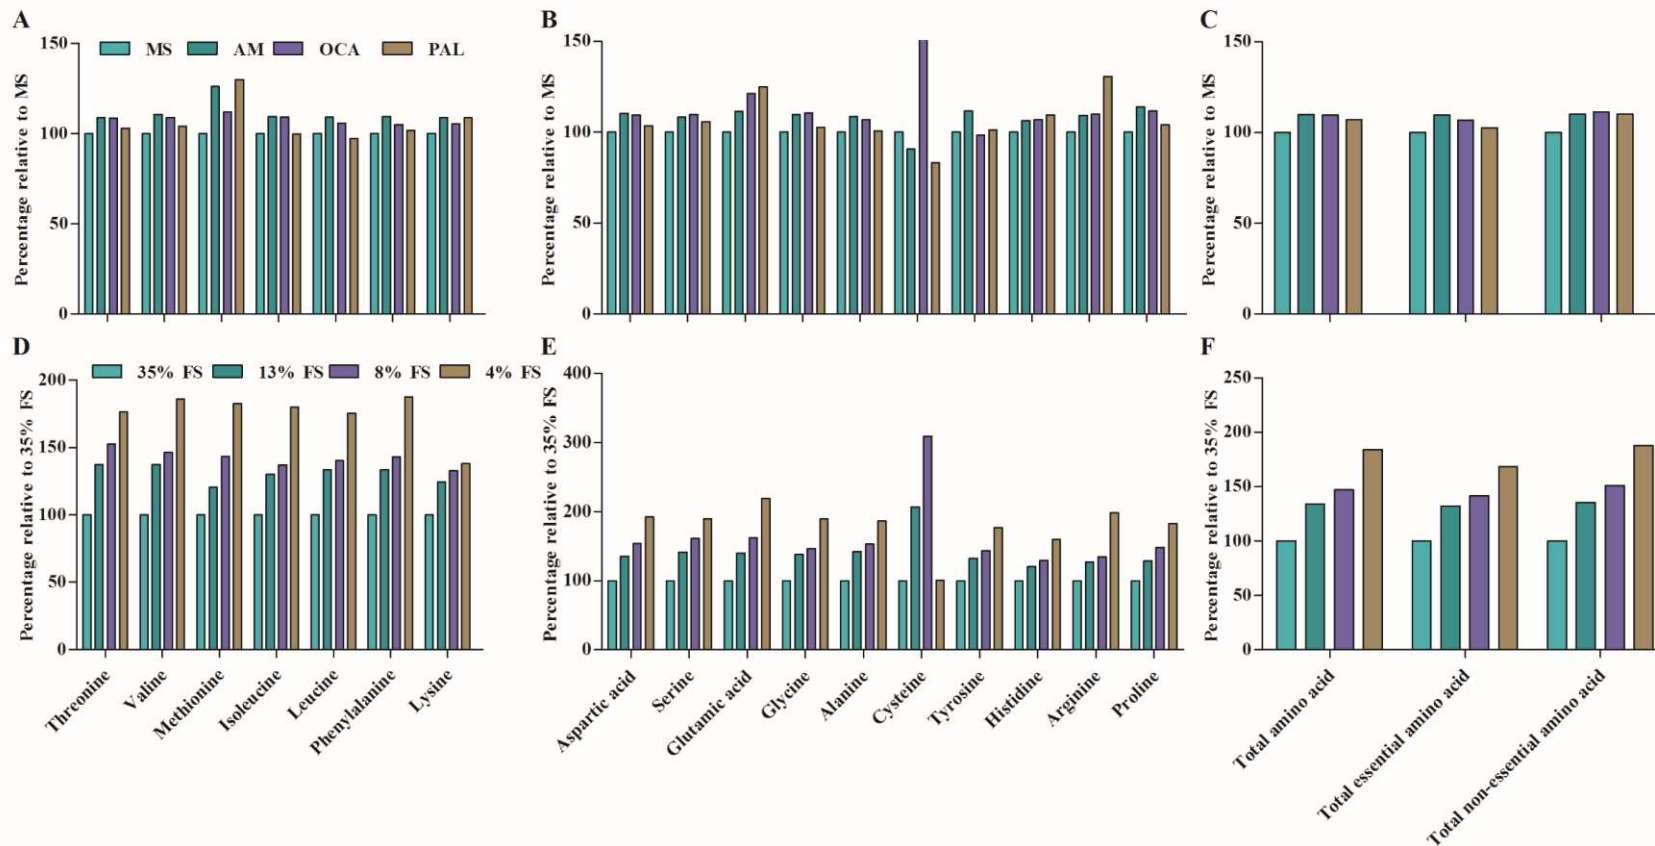 A
Percentage relative to MS
150
100
50
0
MS AM OCA PAL
B
Percentage relative to MS
150
100
50
0
C
Percentage relative to MS
150
100
50
0
D
Percentage relative to 35% FS
200
150
100
50
0
35% FS 13% FS 8% FS 4% FS
Threonine
Valine
Methionine
Isoleucine
Leucine
Phenylalanine
Lysine
E
Percentage relative to 35% FS
400
300
200
100
0
Aspartic acid
Serine
Glutamic acid
Glycine
Alanine
Cysteine
Tyrosine
Histidine
Arginine
Proline
F
Percentage relative to 35% FS
250
200
150
100
50
0
Total amino acid
Total essential amino acid
Total non-essential amino acid